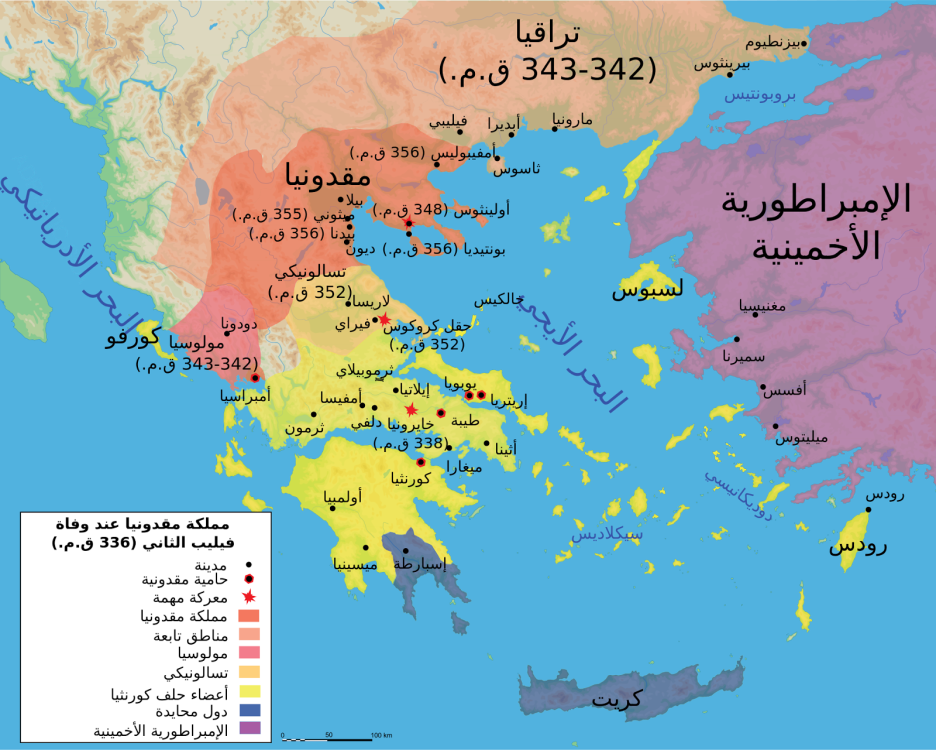 تراقيا
(343-342 ق.م.)
بيزنطيوم
بيرينثوس
بروبونتيس
مارونيا
أبديرا
فيليبي
أمفيبوليس (356 ق.م.)
ثاسوس
مقدونيا
بيلا
أولينثوس (348 ق.م.)
ميثوني (355 ق.م.)
بيدنا (356 ق.م.)
ديون
بونتيديا (356 ق.م.)
الإمبراطورية
الأخمينية
البحر الأدرياتيكي
تسالونيكي
(352 ق.م.)
لاريسا
فيراي
حقل كروكوس
(352 ق.م.)
جالكيس
البحر الأيجي
لسبوس
مغنيسيا
سميرنا
أفسس
ميليتوس
كورفو
دودونا
مولوسيا
(343-342 ق.م.)
أمبراسيا
ثرموبيلاي
إيلاتيا
يوبويا
إريتريا
أمفيسا
دلفي
خايرونيا
(338 ق.م.)
طيبة
ثرمون
أثينا
ميغارا
كورنثيا
أولمبيا
ميسينيا
إسبارطة
سيكلاديس
دوديكانيسي
رودس
رودس
كريت
مملكة مقدونيا عند وفاة
فيليب الثاني (336 ق.م.)
مدينة
حامية مقدونية
معركة مهمة
مملكة مقدونيا
مناطق تابعة
مولوسيا
تسالونيكي
أعضاء حلف كورنثيا
دول محايدة
الإمبراطورية الأخمينية
0 50 100 km